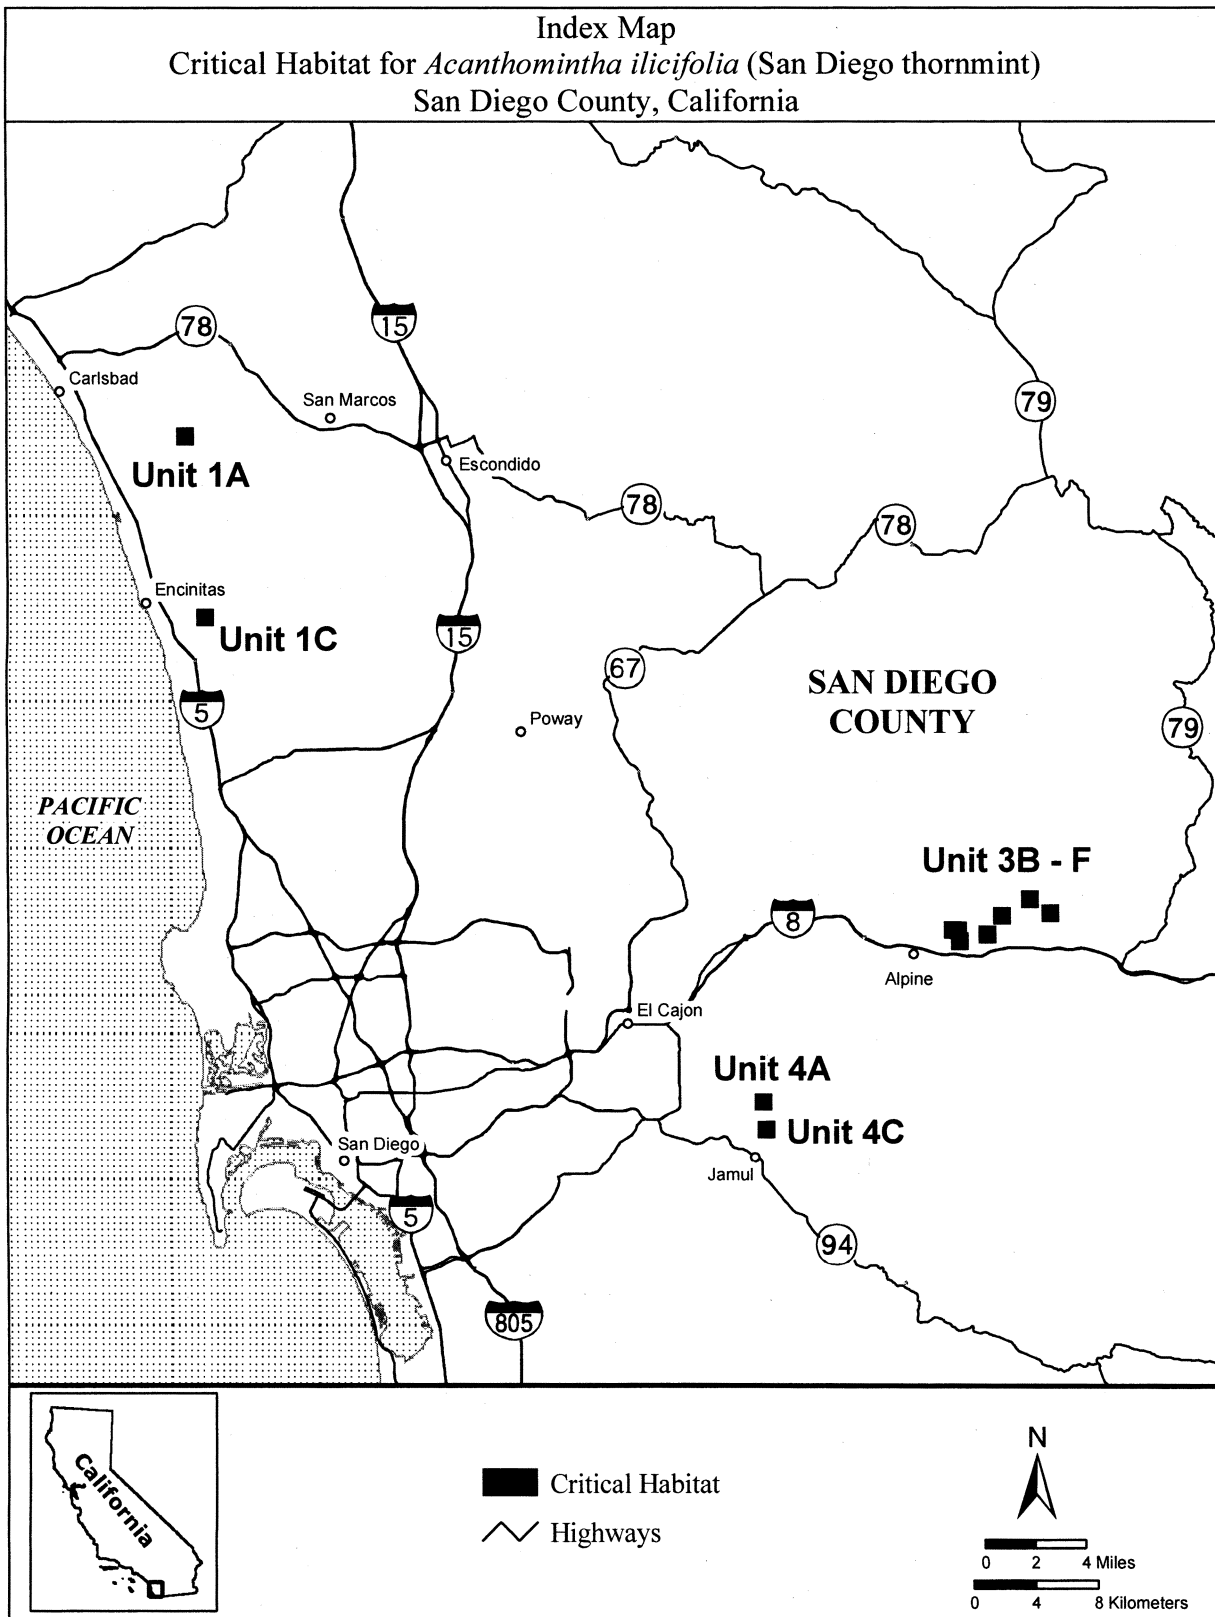 Index Map
Critical Habitat for Acanthomintha ilicifolia (San Diego thornmint)
San Diego County, California
78
15
Carlsbad
San Marcos
79
Unit 1A
Escondido
78
78
Encinitas
Unit 1C
15
67
SAN DIEGO
COUNTY
5
Poway
79
PACIFIC
OCEAN
Unit 3B - F
8
Alpine
El Cajon
Unit 4A
Unit 4C
San Diego
Jamul
5
94
805
California
Critical Habitat
Highways
N
0 2 4 Miles
0 4 8 Kilometers